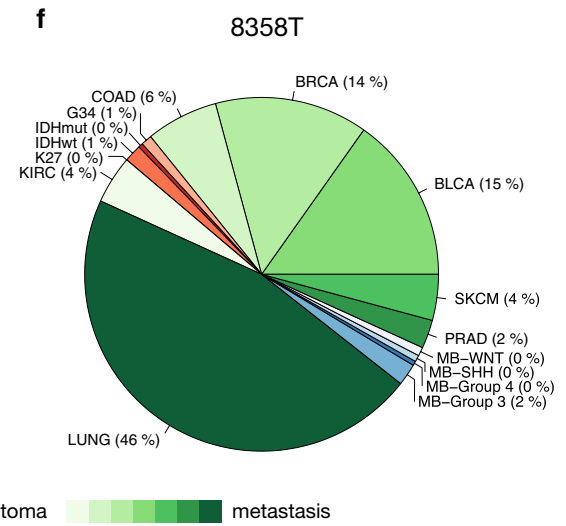 f
8358T
BRCA (14 %)
COAD (6 %)
G34 (1 %)
IDHmut (0 %)
IDHwt (1 %)
K27 (0 %)
KIRC (4 %)
BLCA (15 %)
SKCM (4 %)
PRAD (2 %)
MB−WNT (0 %)
MB−SHH (0 %)
MB−Group 4 (0 %)
MB−Group 3 (2 %)
LUNG (46 %)
toma metastasis